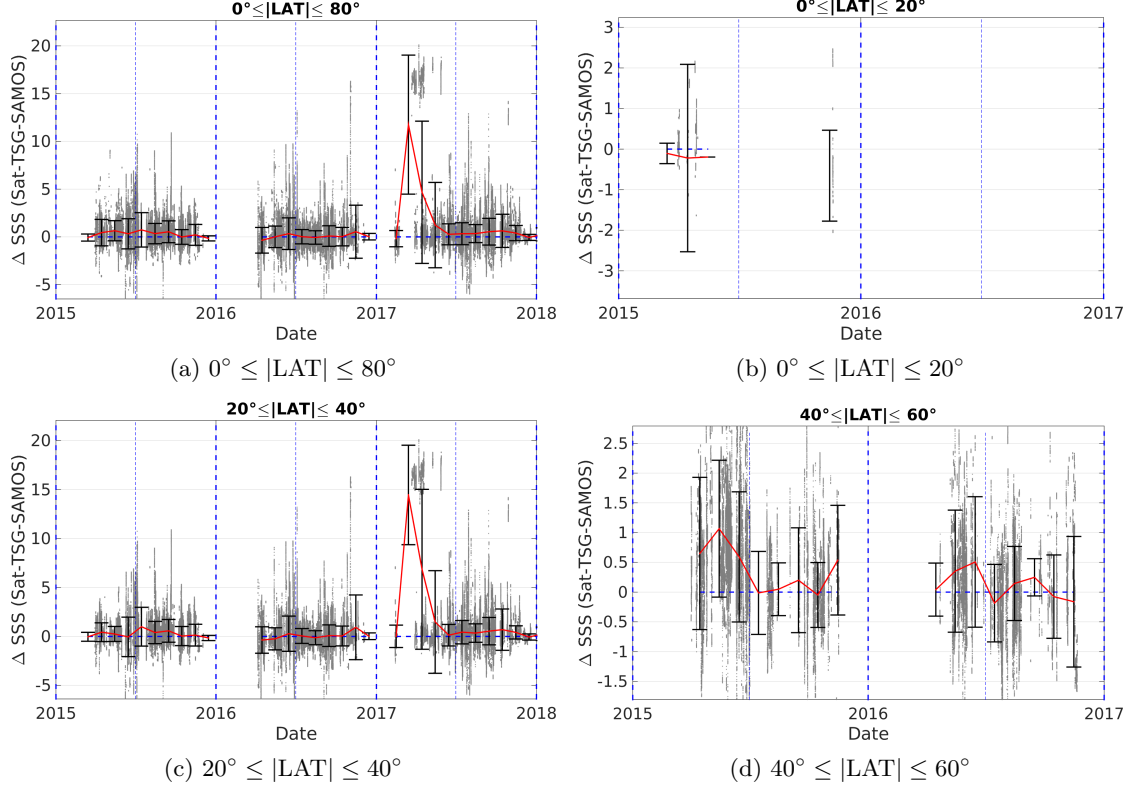 0°≤|LAT|≤ 80°
Δ SSS (Sat-TSG-SAMOS)
20
15
10
5
0
-5
2015
2016
2017
2018
Date
(a) 0° ≤ |LAT| ≤ 80°
0°≤|LAT|≤ 20°
Δ SSS (Sat-TSG-SAMOS)
3
2
1
0
-1
-2
-3
2015
2016
2017
Date
(b) 0° ≤ |LAT| ≤ 20°
20°≤|LAT|≤ 40°
Δ SSS (Sat-TSG-SAMOS)
20
15
10
5
0
-5
2015
2016
2017
2018
Date
(c) 20° ≤ |LAT| ≤ 40°
40°≤|LAT|≤ 60°
Δ SSS (Sat-TSG-SAMOS)
2.5
2
1.5
1
0.5
0
-0.5
-1
-1.5
2015
2016
2017
Date
(d) 40° ≤ |LAT| ≤ 60°